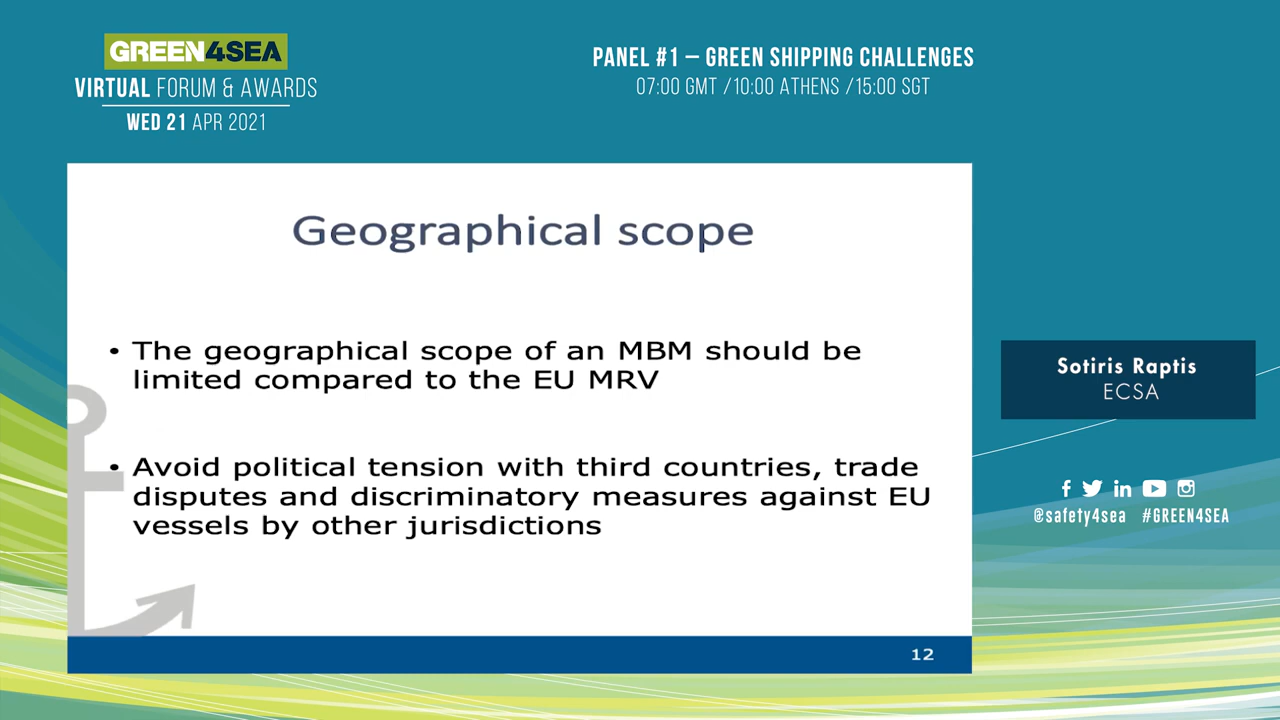 GREEN4SEA
VIRTUAL FORUM & AWARDS
WED 21 APR 2021
PANEL #1 – GREEN SHIPPING CHALLENGES
07:00 GMT /10:00 ATHENS /15:00 SGT
Geographical scope
• The geographical scope of an MBM should be
limited compared to the EU MRV
• Avoid political tension with third countries, trade
disputes and discriminatory measures against EU
vessels by other jurisdictions
12
Sotiris Raptis
ECSA
@safety4sea #GREEN4SEA